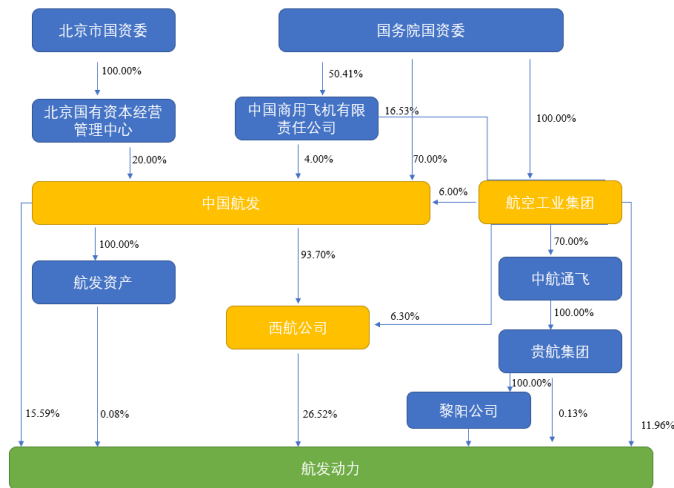 北京市国资委
国务院国资委
100.00%
50.41%
北京国有资本经营
管理中心
中国商用飞机有限
责任公司
16.53%
100.00%
20.00%
4.00%
70.00%
中国航发
6.00%
航空工业集团
100.00%
93.70%
70.00%
航发资产
中航通飞
西航公司
6.30%
100.00%
贵航集团
100.00%
黎阳公司
15.59%
0.08%
26.52%
0.13%
11.96%
航发动力